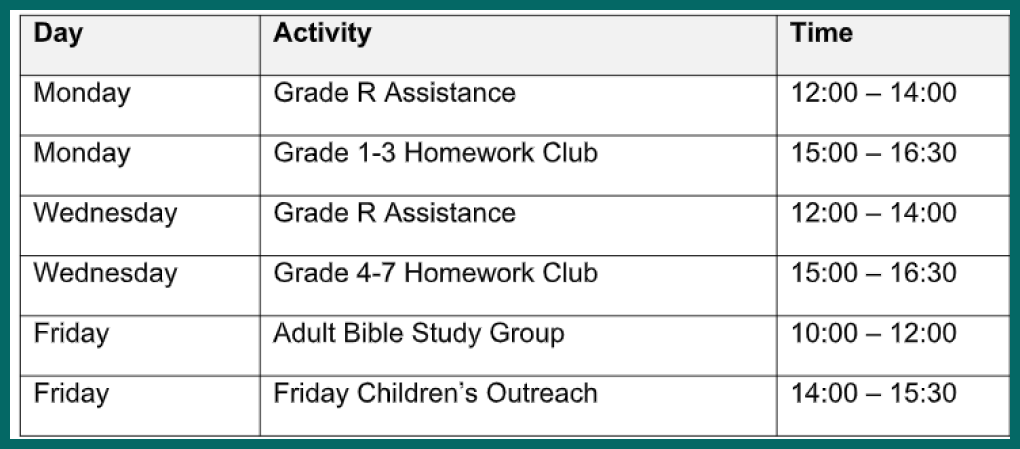 Day Activity Time
Monday Grade R Assistance 12:00 – 14:00
Monday Grade 1-3 Homework Club 15:00 – 16:30
Wednesday Grade R Assistance 12:00 – 14:00
Wednesday Grade 4-7 Homework Club 15:00 – 16:30
Friday Adult Bible Study Group 10:00 – 12:00
Friday Friday Children’s Outreach 14:00 – 15:30